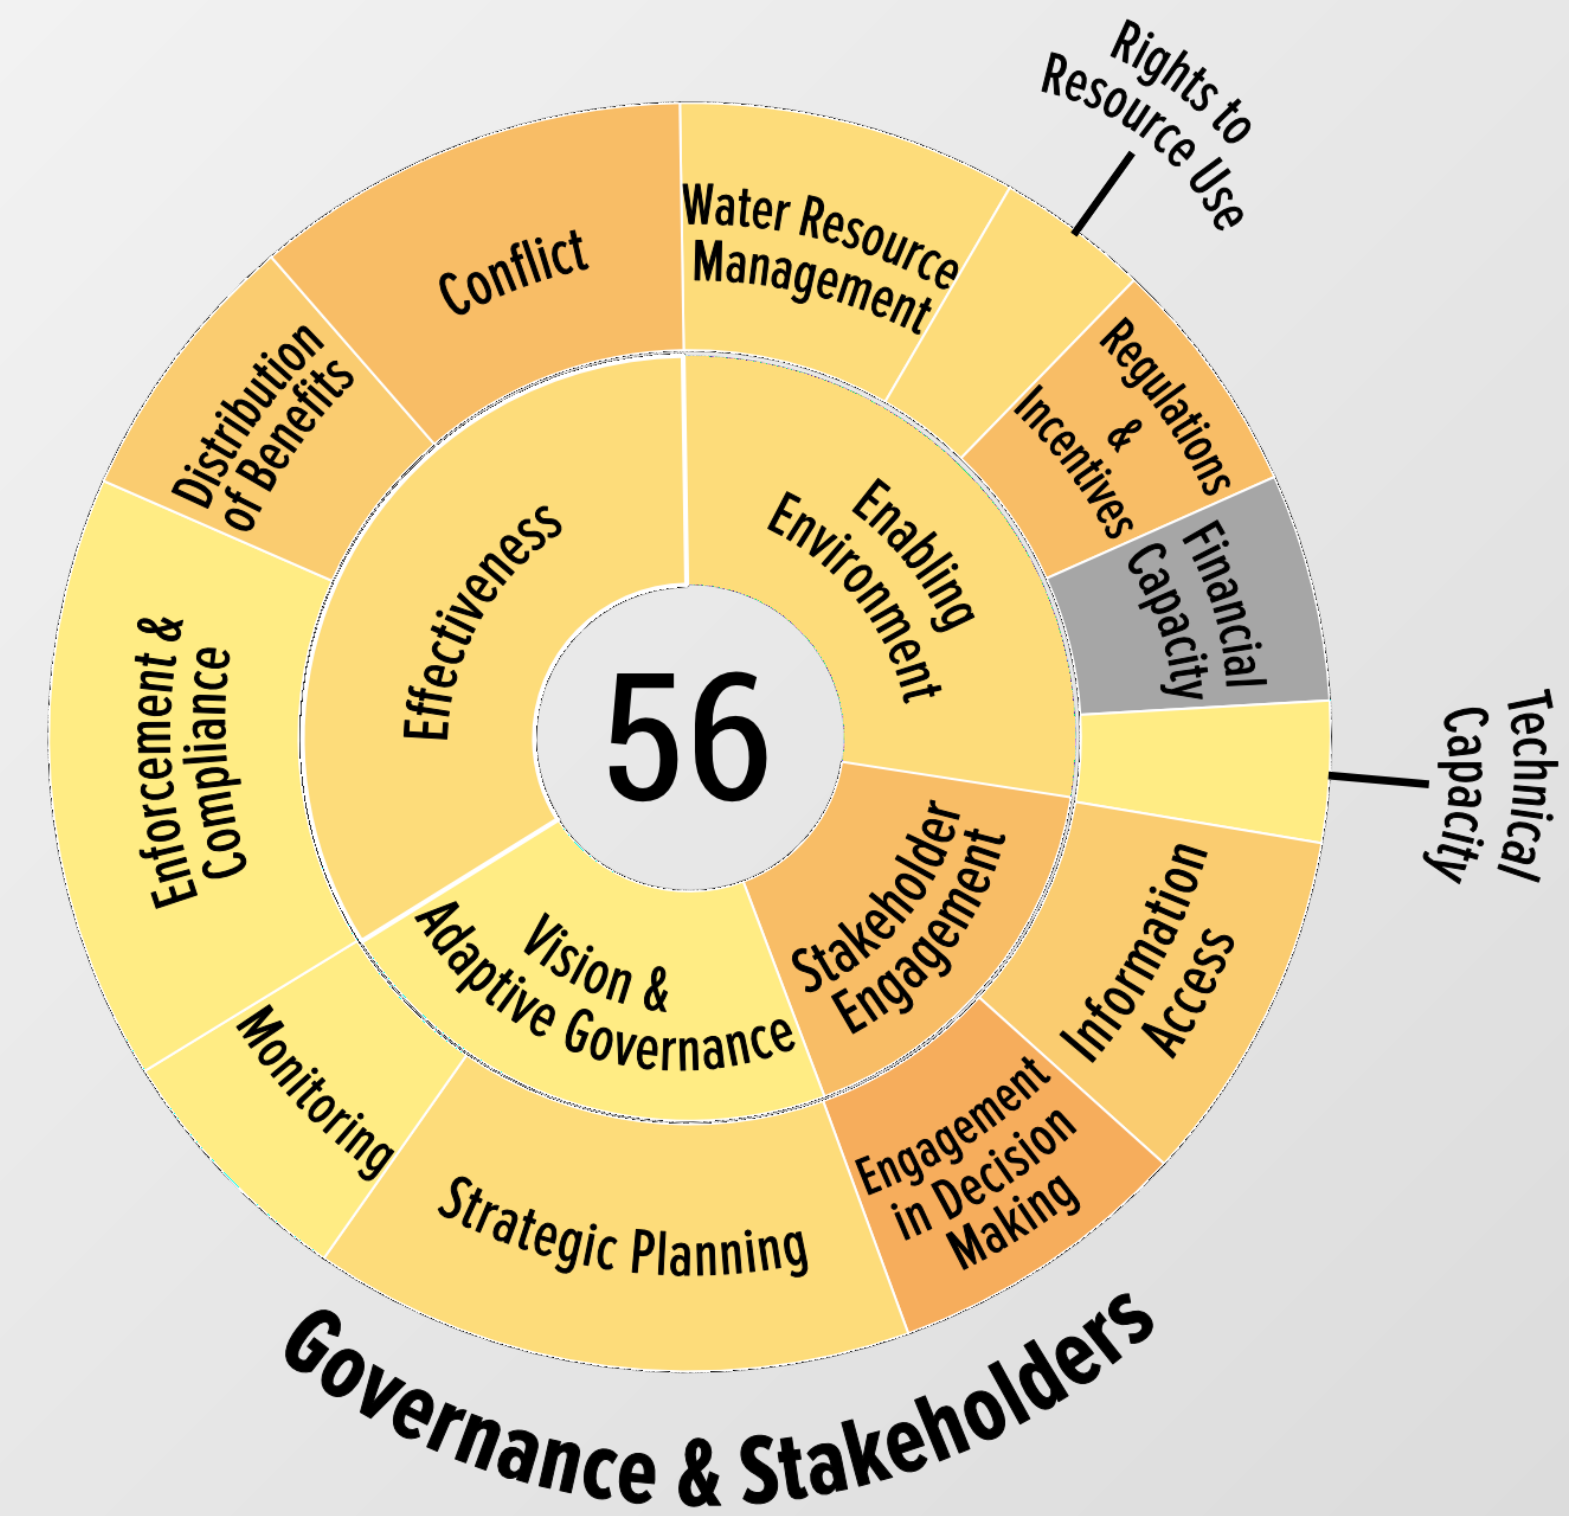 Rights to
Resource Use
Water Resource
Management
Regulations
&
Incentives
Financial
Capacity
Technical
Capacity
Information
Access
Engagement
in Decision
Making
Strategic Planning
Monitoring
Enforcement &
Compliance
Distribution
of Benefits
Conflict
Enabling
Environment
Stakeholder
Engagement
Vision &
Adaptive Governance
Effectiveness
56
Governance & Stakeholders